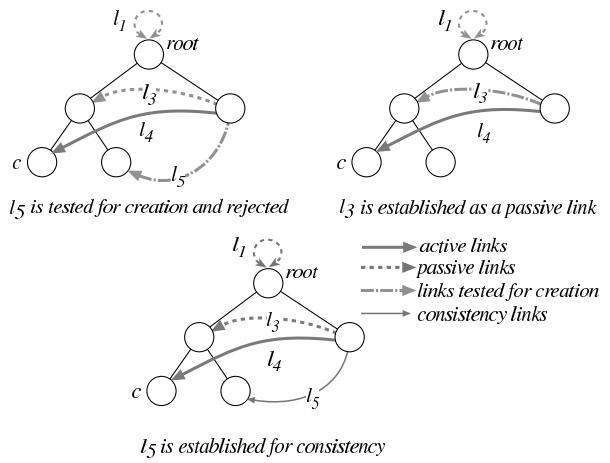 l1
root
l3
l4
c
l5
l5 is tested for creation and rejected
l1
root
l3
l4
c
l3 is established as a passive link
l1
root
l3
l4
c
l5
active links
passive links
links tested for creation
consistency links
l5 is established for consistency